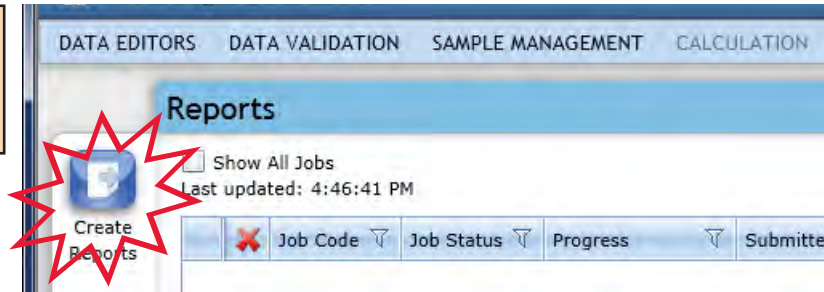 DATA EDITORS DATA VALIDATION SAMPLE MANAGEMENT CALCULATION
Reports
Show All Jobs
Last updated: 4:46:41 PM
Create
Reports
Job Code Job Status Progress Submitte